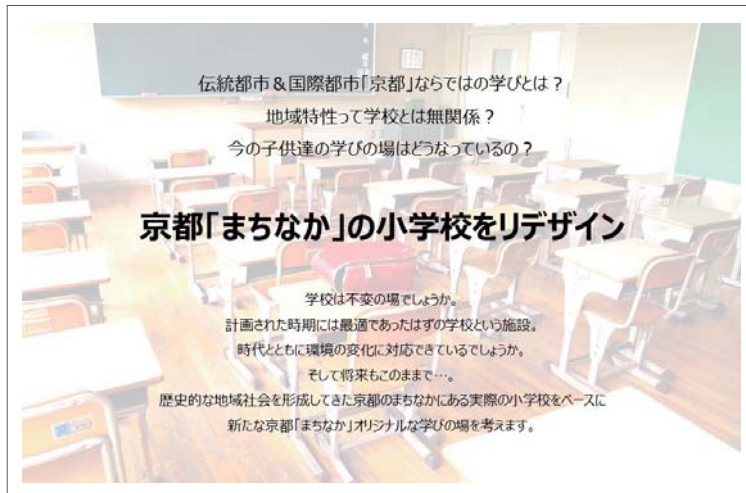 伝統都市＆国際都市「京都」ならではの学びとは？
地域特性って学校とは無関係？
今の子供達の学びの場はどうなっているの？
京都「まちなか」の小学校をリデザイン
学校は不変の場でしょうか。
計画された時期には最適であったはずの学校という施設。
時代とともに環境の変化に対応できているでしょうか。
そして将来もこのままで…。
歴史的な地域社会を形成してきた京都のまちなかにある実際の小学校をベースに
新たな京都「まちなか」オリジナルな学びの場を考えます。